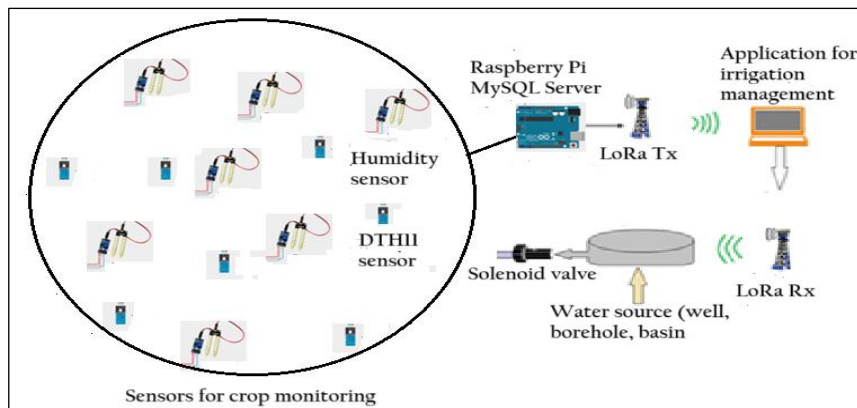 Raspberry Pi
MySQL Server
Application for
irrigation
management
LoRa Tx
Humidity
sensor
DTH11
sensor
Solenoid valve
LoRa Rx
Water source (well,
borehole, basin
Sensors for crop monitoring